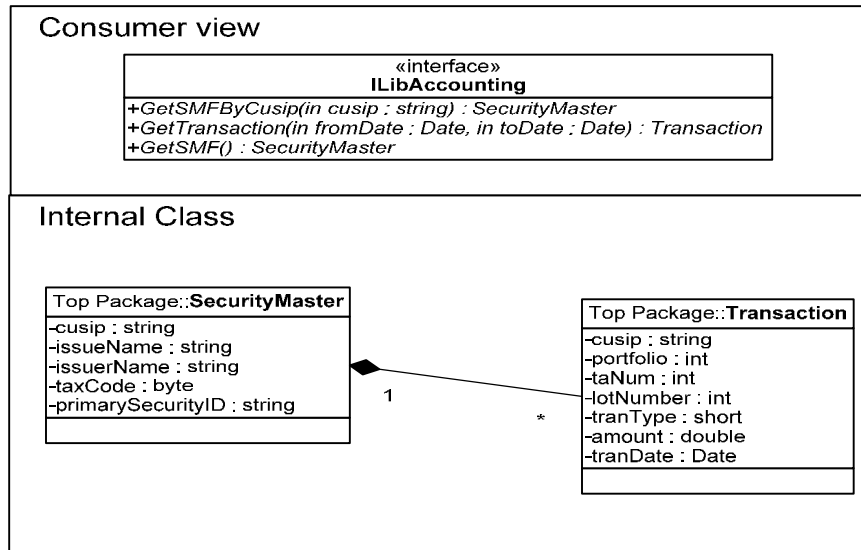 Consumer view
«interface»
ILibAccounting
+GetSMFByCusip(in cusip : string) : SecurityMaster
+GetTransaction(in fromDate : Date, in toDate : Date) : Transaction
+GetSMF() : SecurityMaster
Internal Class
Top Package::SecurityMaster
-cusip : string
-issueName : string
-issuerName : string
-taxCode : byte
-primarySecurityID : string
1
*
Top Package::Transaction
-cusip : string
-portfolio : int
-taNum : int
-lotNumber : int
-tranType : short
-amount : double
-tranDate : Date